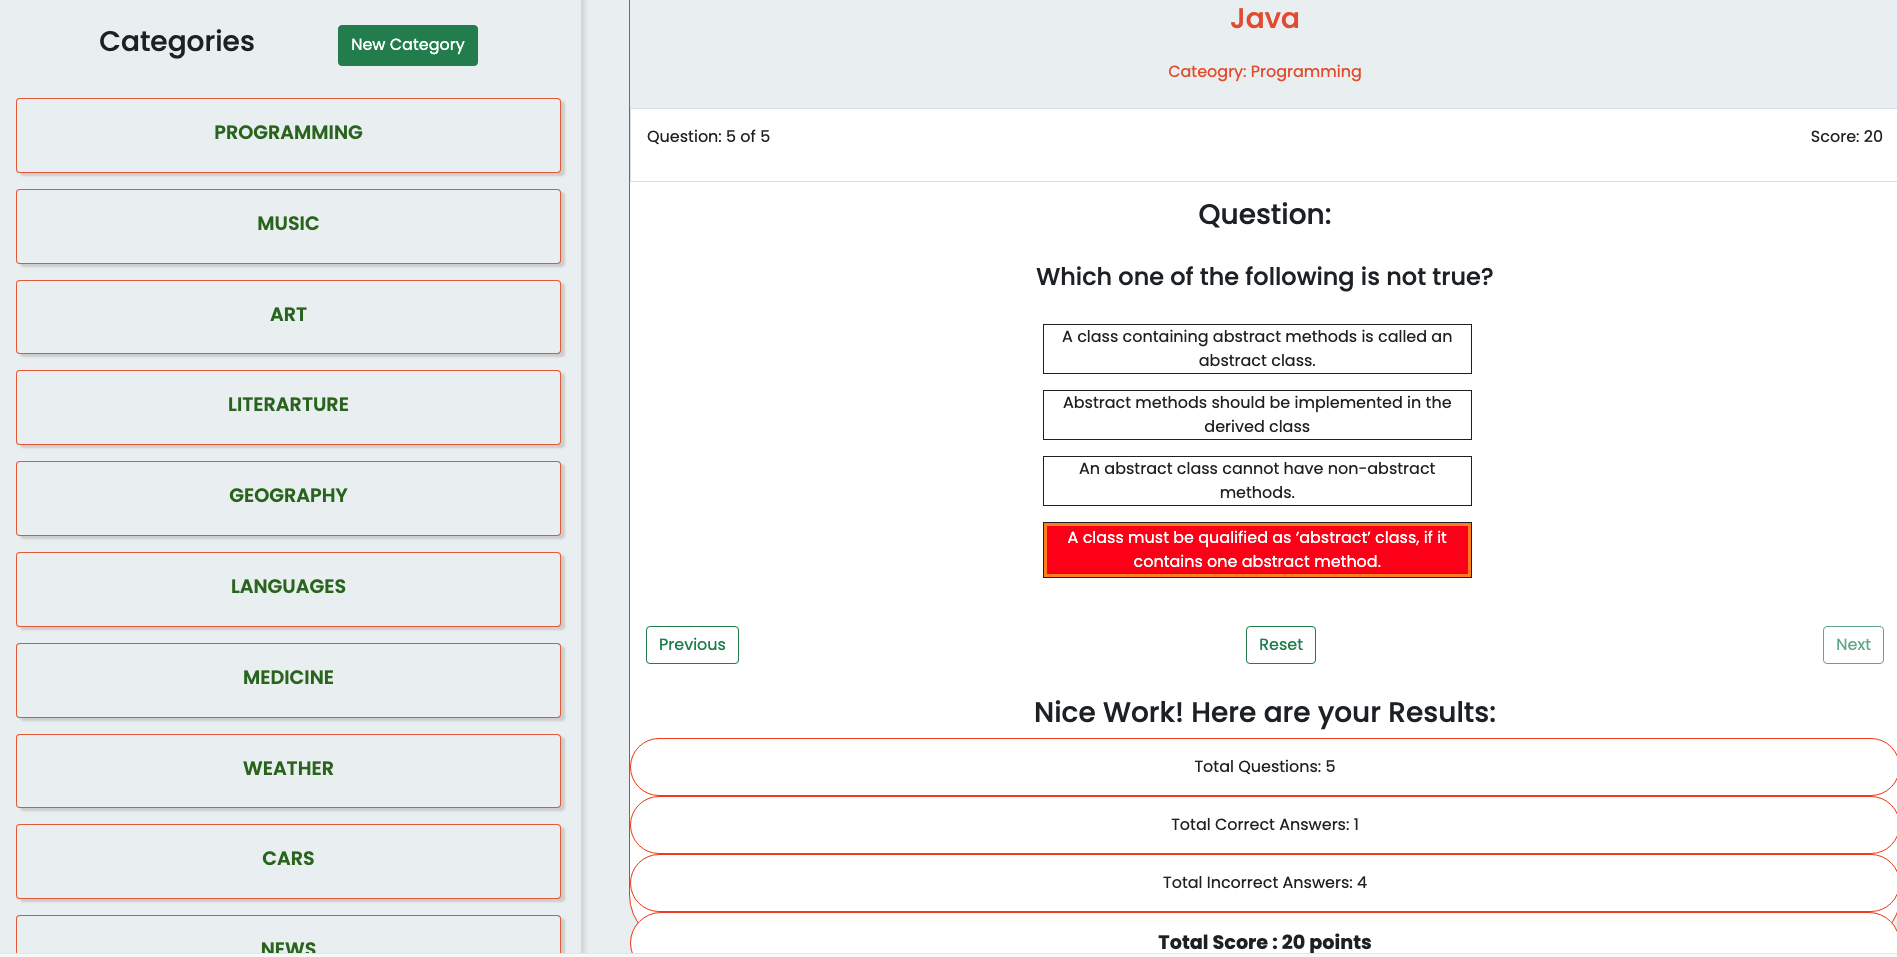 Categories
New Category
PROGRAMMING
MUSIC
ART
LITERARTURE
GEOGRAPHY
LANGUAGES
MEDICINE
WEATHER
CARS
NEWS
Java
Cateogry: Programming
Question: 5 of 5
Score: 20
Question:
Which one of the following is not true?
A class containing abstract methods is called an
abstract class.
Abstract methods should be implemented in the
derived class
An abstract class cannot have non-abstract
methods.
A class must be qualified as ‘abstract’ class, if it
contains one abstract method.
Previous
Reset
Next
Nice Work! Here are your Results:
Total Questions: 5
Total Correct Answers: 1
Total Incorrect Answers: 4
Total Score : 20 points